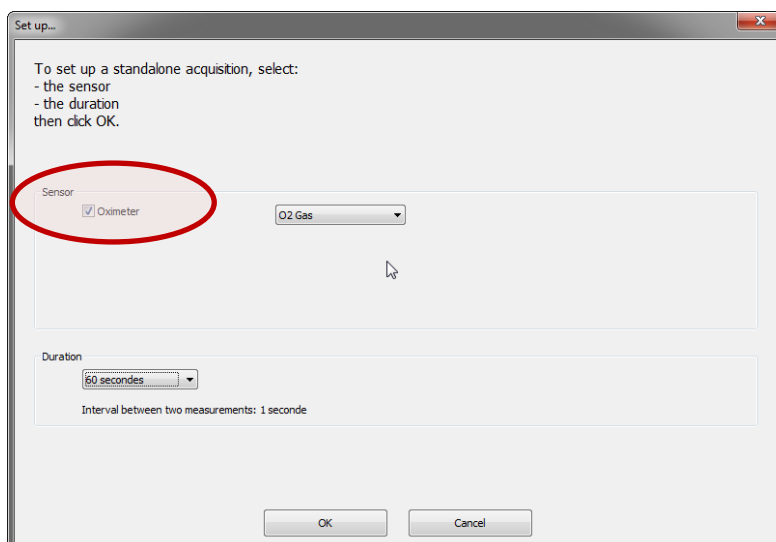 Set up...
To set up a standalone acquisition, select:
- the sensor
- the duration
then click OK.
Sensor
Oximeter
O2 Gas
Duration
60 secondes
Interval between two measurements: 1 seconde
OK
Cancel